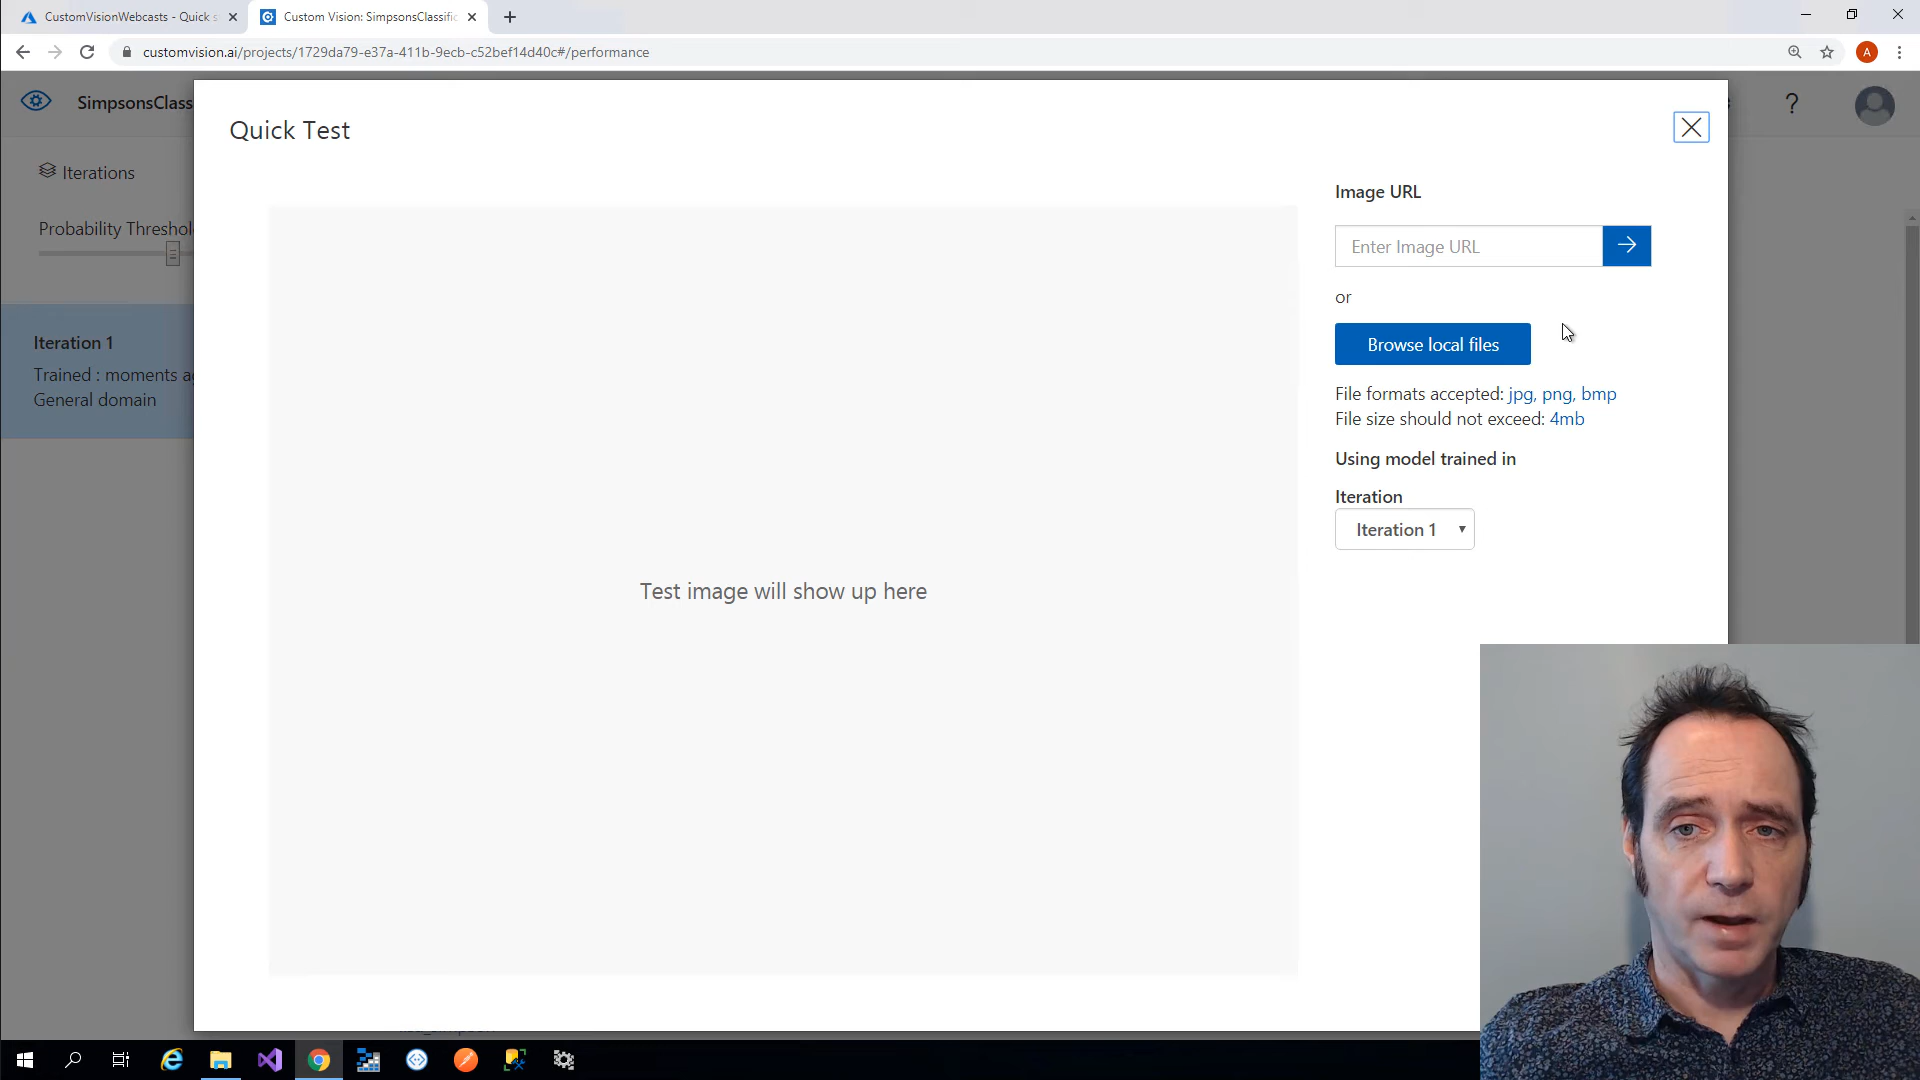 CustomVisionWebcasts - Quick s
Custom Vision: SimpsonsClassific
customvision.ai/projects/1729da79-e37a-411b-9ecb-c52bef14d40c#/performance
A
SimpsonsClass
?
Quick Test
Iterations
Probability Threshol
Iteration 1
Trained : moments a
General domain
Test image will show up here
Image URL
Enter Image URL
or
Browse local files
File formats accepted: jpg, png, bmp
File size should not exceed: 4mb
Using model trained in
Iteration
Iteration 1